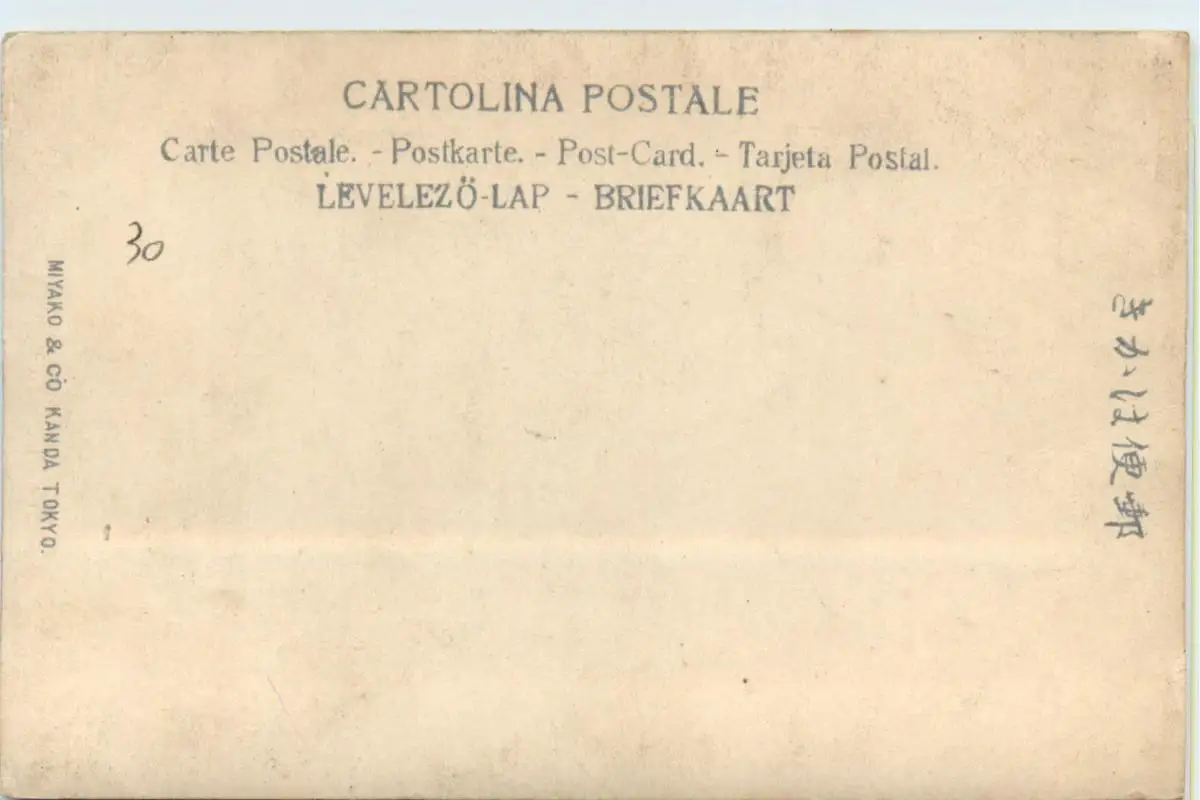 CARTOLINA POSTALE
Carte Postale. - Postkarte. - Post-Card. - Tarjeta Postal.
LEVELEZŐ-LAP - BRIEFKAART
30
MIYAKO & CO KANDA TOKYO.
きかは便郵